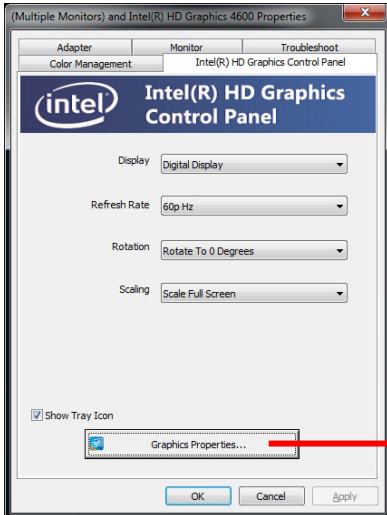 (Multiple Monitors) and Intel(R) HD Graphics 4600 Properties
Adapter Monitor Troubleshoot
Color Management Intel(R) HD Graphics Control Panel
(intel) Intel(R) HD Graphics
Control Panel
Display Digital Display
Refresh Rate 60p Hz
Rotation Rotate To 0 Degrees
Scaling Scale Full Screen
Show Tray Icon
Graphics Properties...
OK Cancel Apply